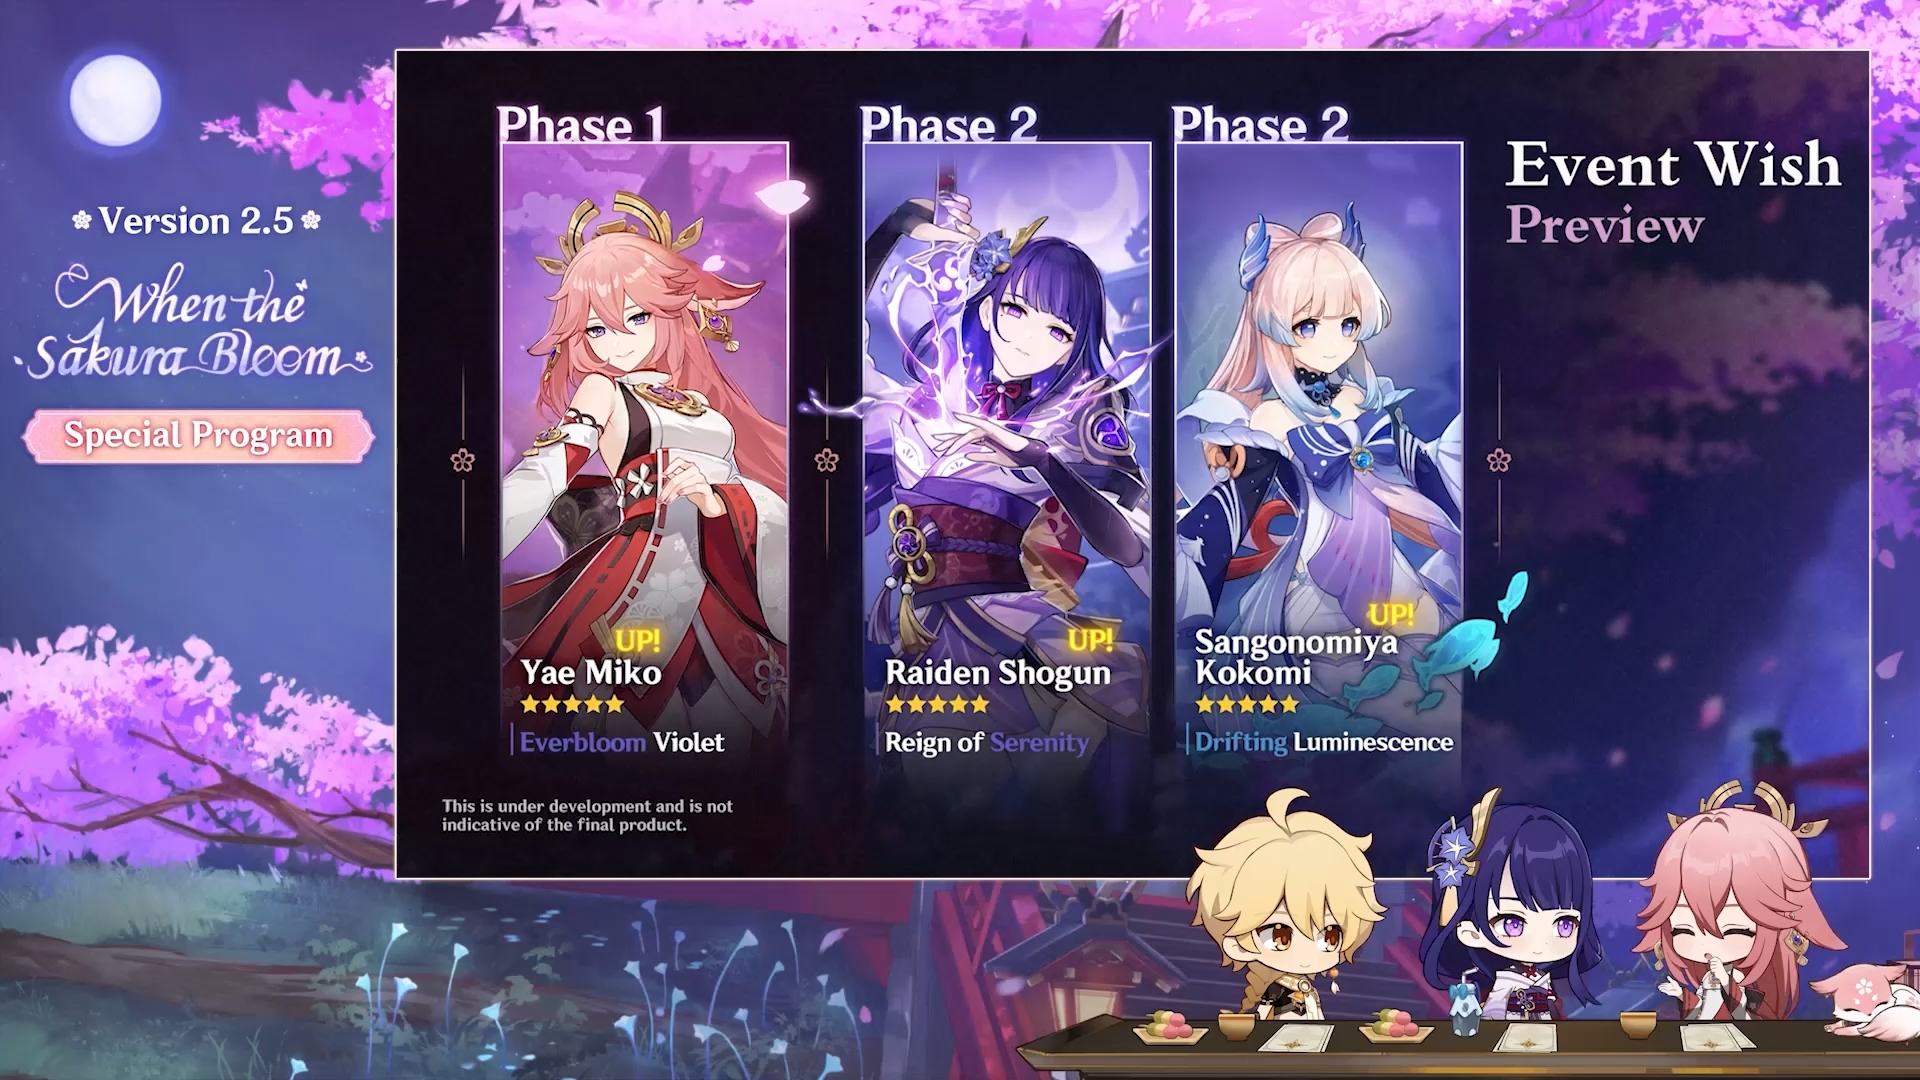 Version 2.5
When the
Sakura Bloom
Special Program
Phase 1
UP!
Yae Miko
Everbloom Violet
Phase 2
UP!
Raiden Shogun
Reign of Serenity
Phase 2
UP!
Sangonomiya
Kokomi
Drifting Luminescence
Event Wish
Preview
This is under development and is not
indicative of the final product.